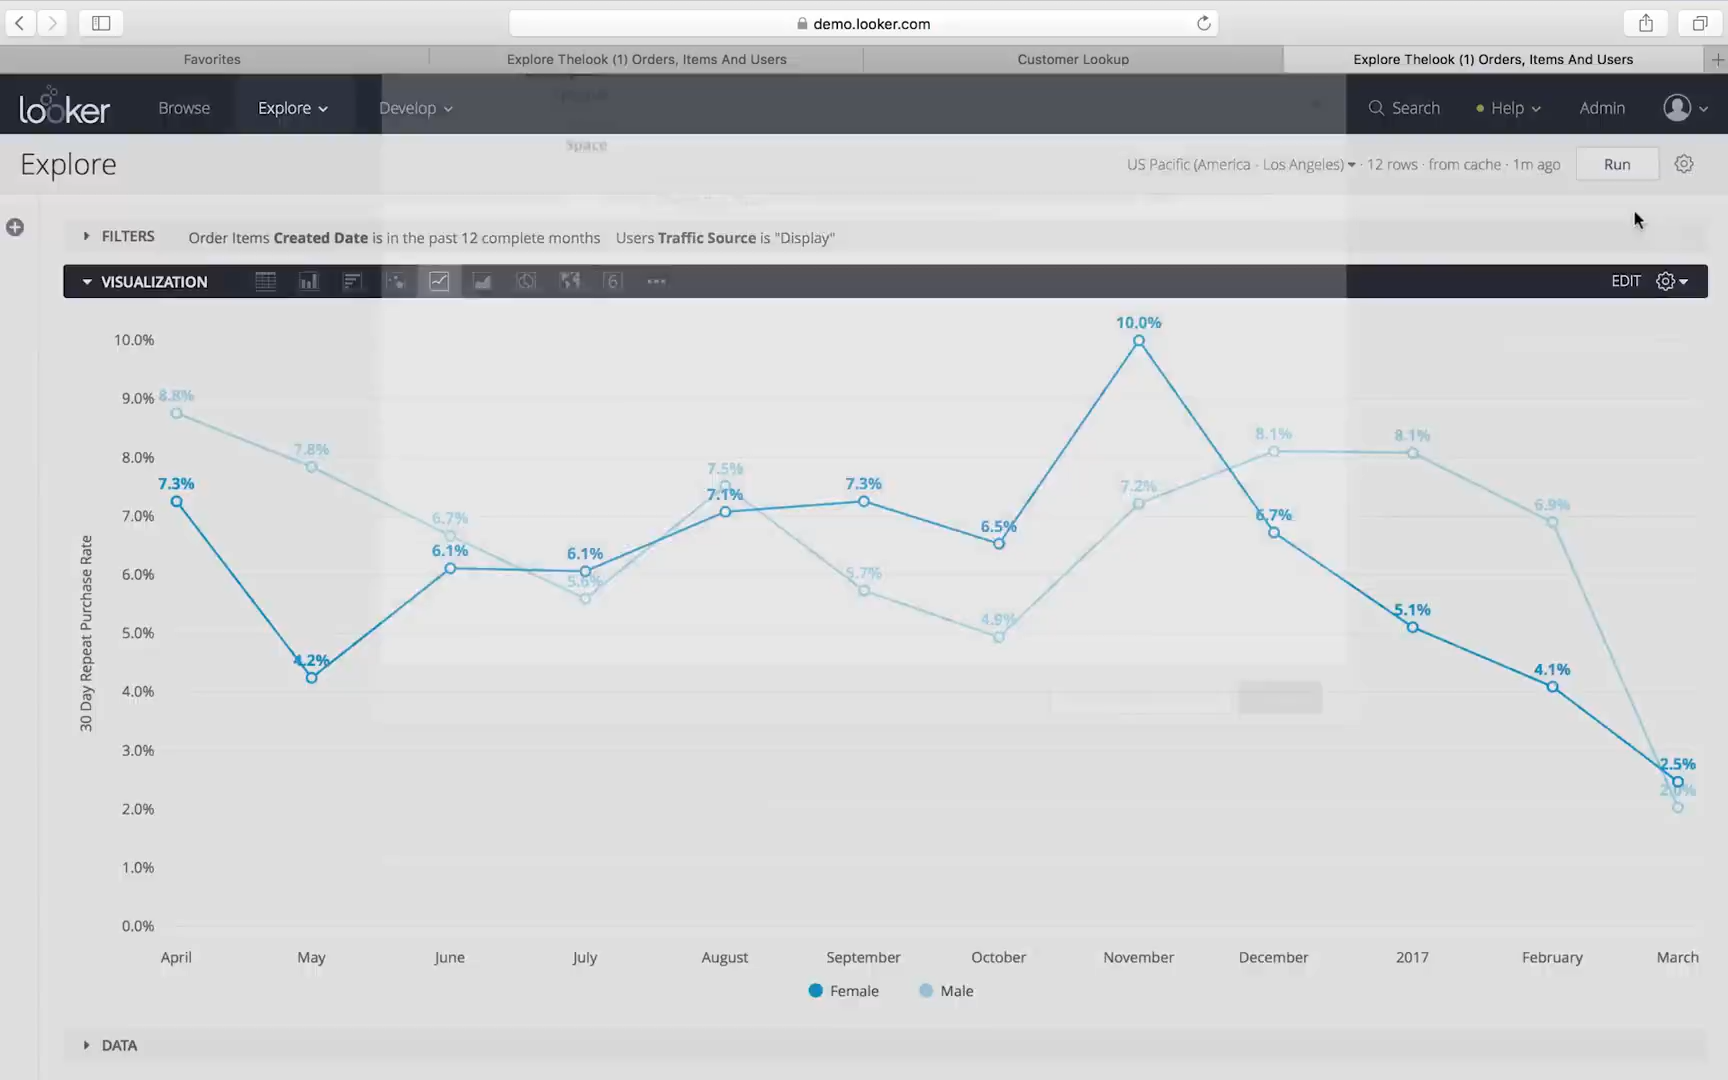 demo.looker.com
Favorites
Explore Thelook (1) Orders, Items And Users
Customer Lookup
Explore Thelook (1) Orders, Items And Users
looker
Browse
Explore
Develop
Search
Help
Admin
Space
Explore
US Pacific (America - Los Angeles) · 12 rows · from cache · 1m ago
Run
FILTERS
Order Items Created Date is in the past 12 complete months
Users Traffic Source is "Display"
VISUALIZATION
6
EDIT
30 Day Repeat Purchase Rate
10.0%
9.0%
8.0%
7.0%
6.0%
5.0%
4.0%
3.0%
2.0%
1.0%
0.0%
8.8%
7.8%
6.7%
5.6%
7.5%
5.7%
4.9%
7.2%
8.1%
8.1%
6.9%
7.3%
4.2%
6.1%
6.1%
7.1%
7.3%
6.5%
10.0%
6.7%
5.1%
4.1%
2.5%
April
May
June
July
August
September
October
November
December
2017
February
March
Female
Male
DATA